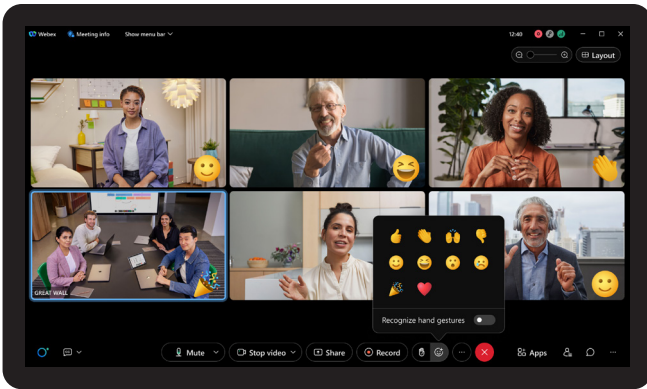 Webex
Meeting info
Show menu bar
12:40
Layout
GREAT WALL
Recognize hand gestures
Mute
Stop video
Share
Record
Apps